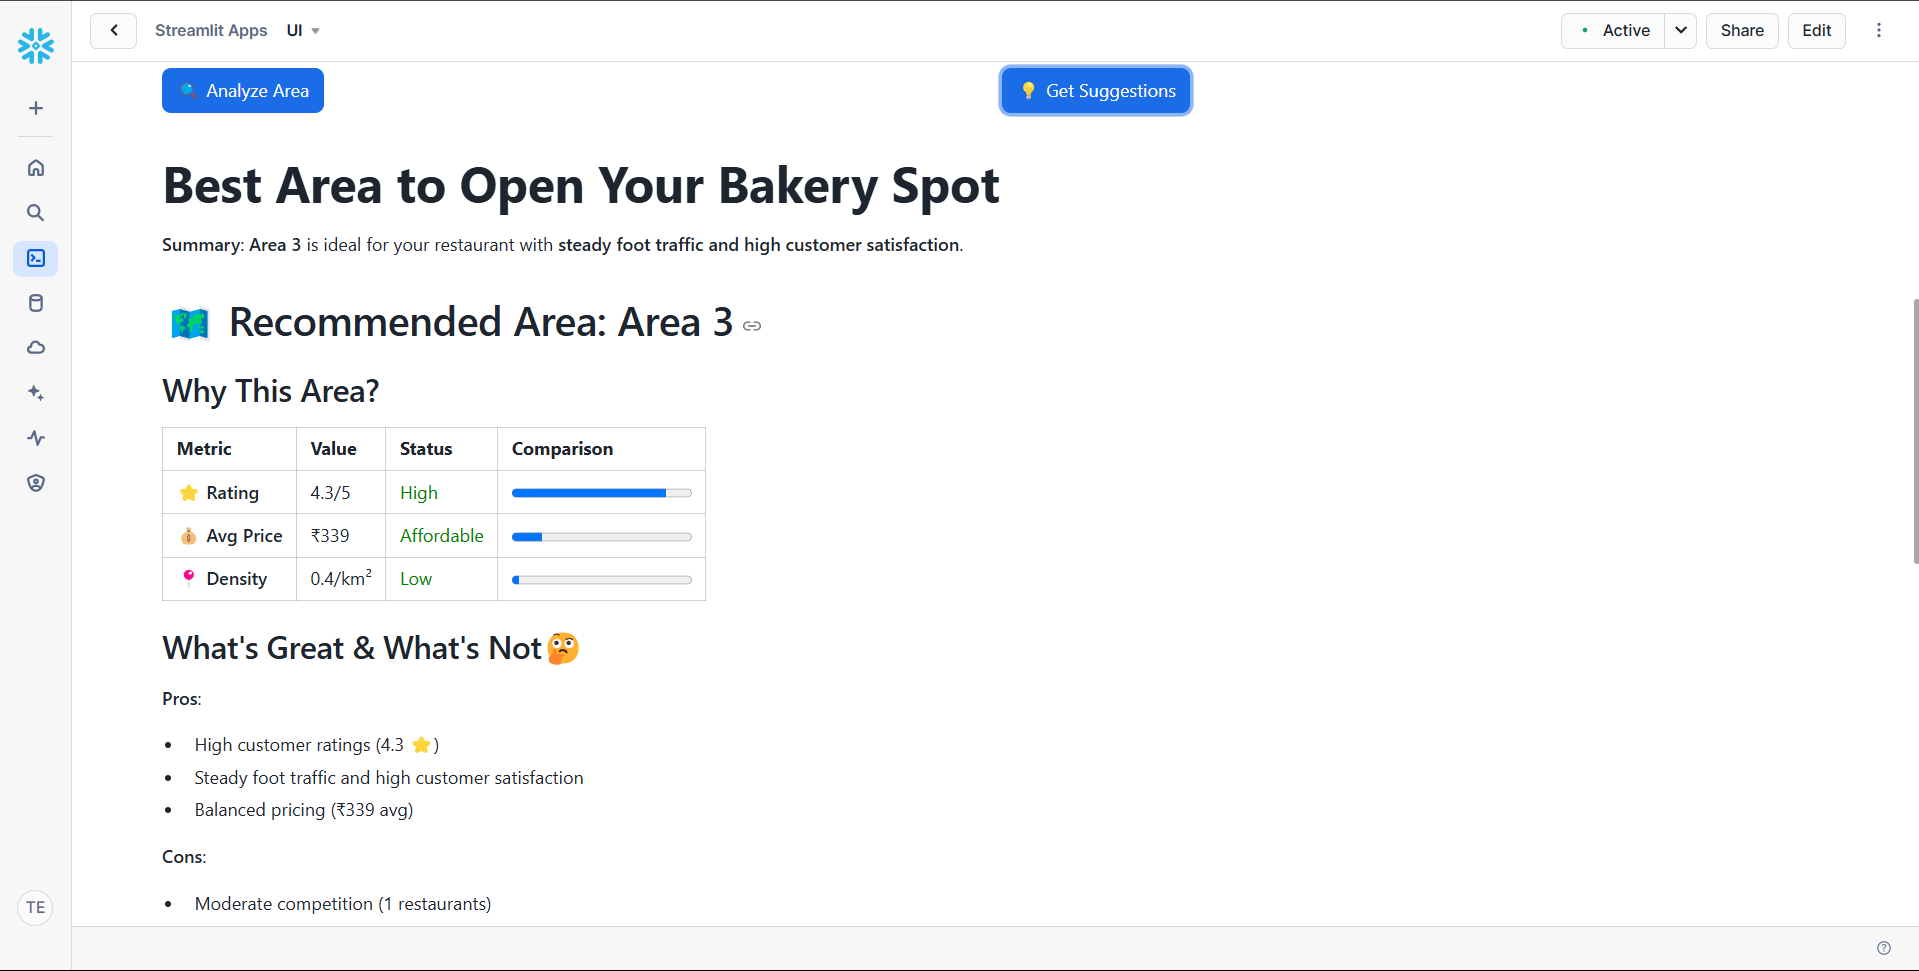 Streamlit Apps UI
Active
Share
Edit
Analyze Area
Get Suggestions
Best Area to Open Your Bakery Spot
Summary: Area 3 is ideal for your restaurant with steady foot traffic and high customer satisfaction.
Recommended Area: Area 3
Why This Area?
Metric Value Status Comparison
Rating 4.3/5 High
Avg Price ₹339 Affordable
Density 0.4/km² Low
What's Great & What's Not
Pros:
• High customer ratings (4.3 ⭐)
• Steady foot traffic and high customer satisfaction
• Balanced pricing (₹339 avg)
Cons:
• Moderate competition (1 restaurants)
TE